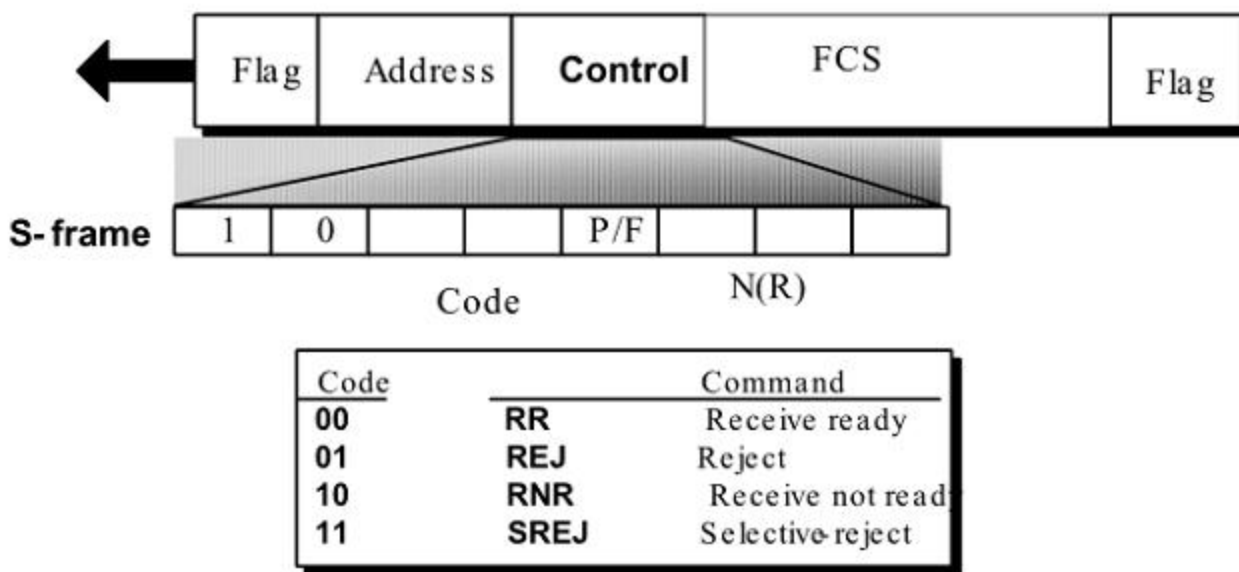 Flag Address Control FCS Flag
S-frame 1 0 P/F
Code N(R)
Code Command
00 RR Receive ready
01 REJ Reject
10 RNR Receive not ready
11 SREJ Selective-reject